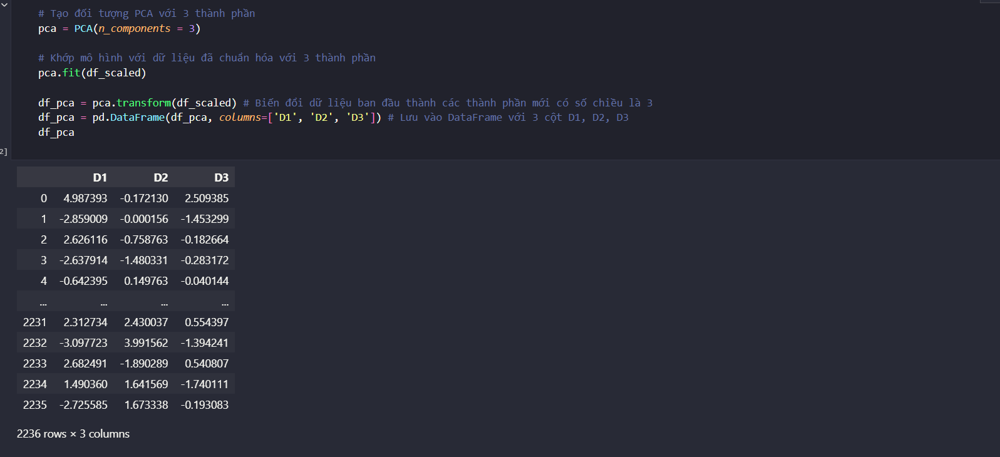 # Tạo đối tượng PCA với 3 thành phần
pca = PCA(n_components = 3)
# Khớp mô hình với dữ liệu đã chuẩn hóa với 3 thành phần
pca.fit(df_scaled)
df_pca = pca.transform(df_scaled) # Biến đổi dữ liệu ban đầu thành các thành phần mới có số chiều là 3
df_pca = pd.DataFrame(df_pca, columns=['D1', 'D2', 'D3']) # Lưu vào DataFrame với 3 cột D1, D2, D3
df_pca
2]
D1 D2 D3
0 4.987393 -0.172130 2.509385
1 -2.859009 -0.000156 -1.453299
2 2.626116 -0.758763 -0.182664
3 -2.637914 -1.480331 -0.283172
4 -0.642395 0.149763 -0.040144
... ... ... ...
2231 2.312734 2.430037 0.554397
2232 -3.097723 3.991562 -1.394241
2233 2.682491 -1.890289 0.540807
2234 1.490360 1.641569 -1.740111
2235 -2.725585 1.673338 -0.193083
2236 rows × 3 columns